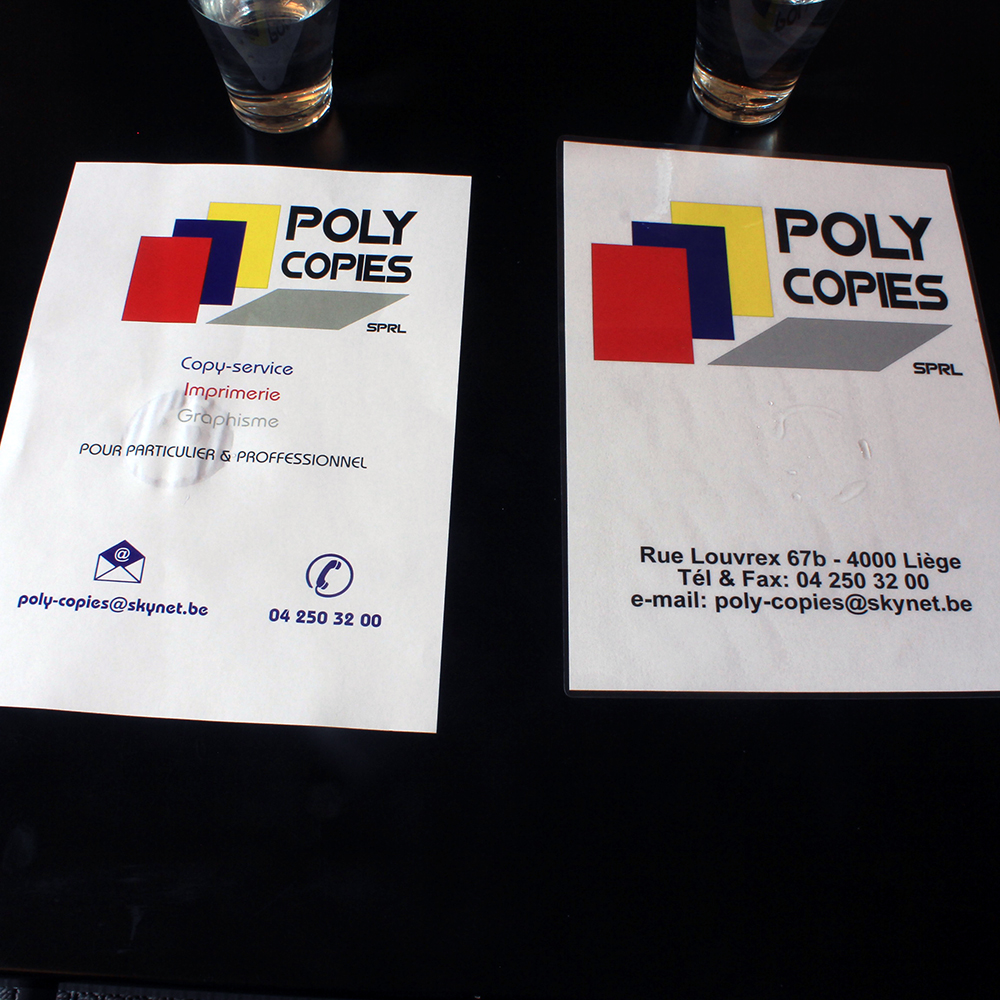 POLY
COPIES
SPRL
Copy-service
Imprimerie
Graphisme
POUR PARTICULIER & PROFFESSIONNEL
@
poly-copies@skynet.be
04 250 32 00
POLY
COPIES
SPRL
Rue Louvrex 67b - 4000 Liège
Tél & Fax: 04 250 32 00
e-mail: poly-copies@skynet.be